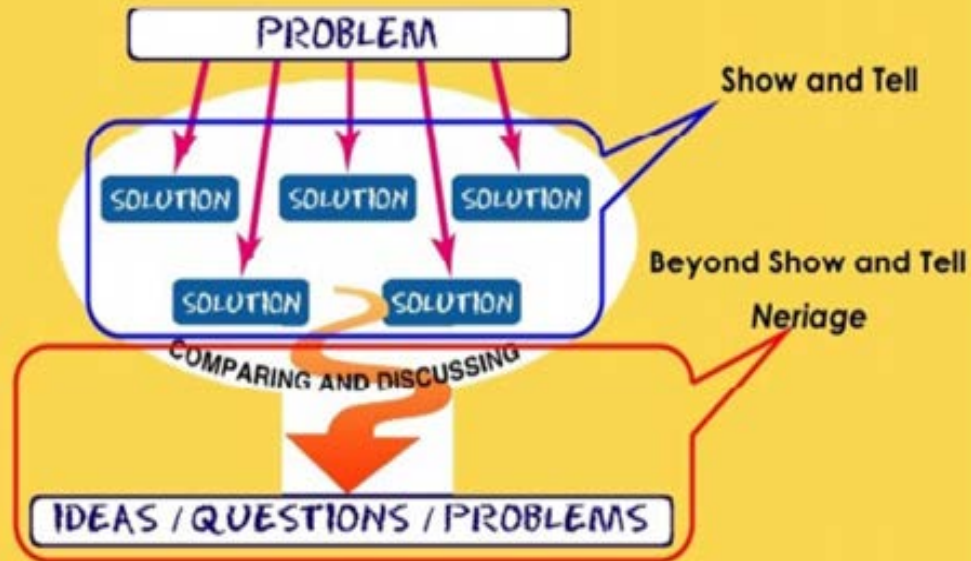 PROBLEM
Show and Tell
SOLUTION
SOLUTION
SOLUTION
SOLUTION
SOLUTION
Beyond Show and Tell
Neriage
COMPARING AND DISCUSSING
IDEAS / QUESTIONS / PROBLEMS